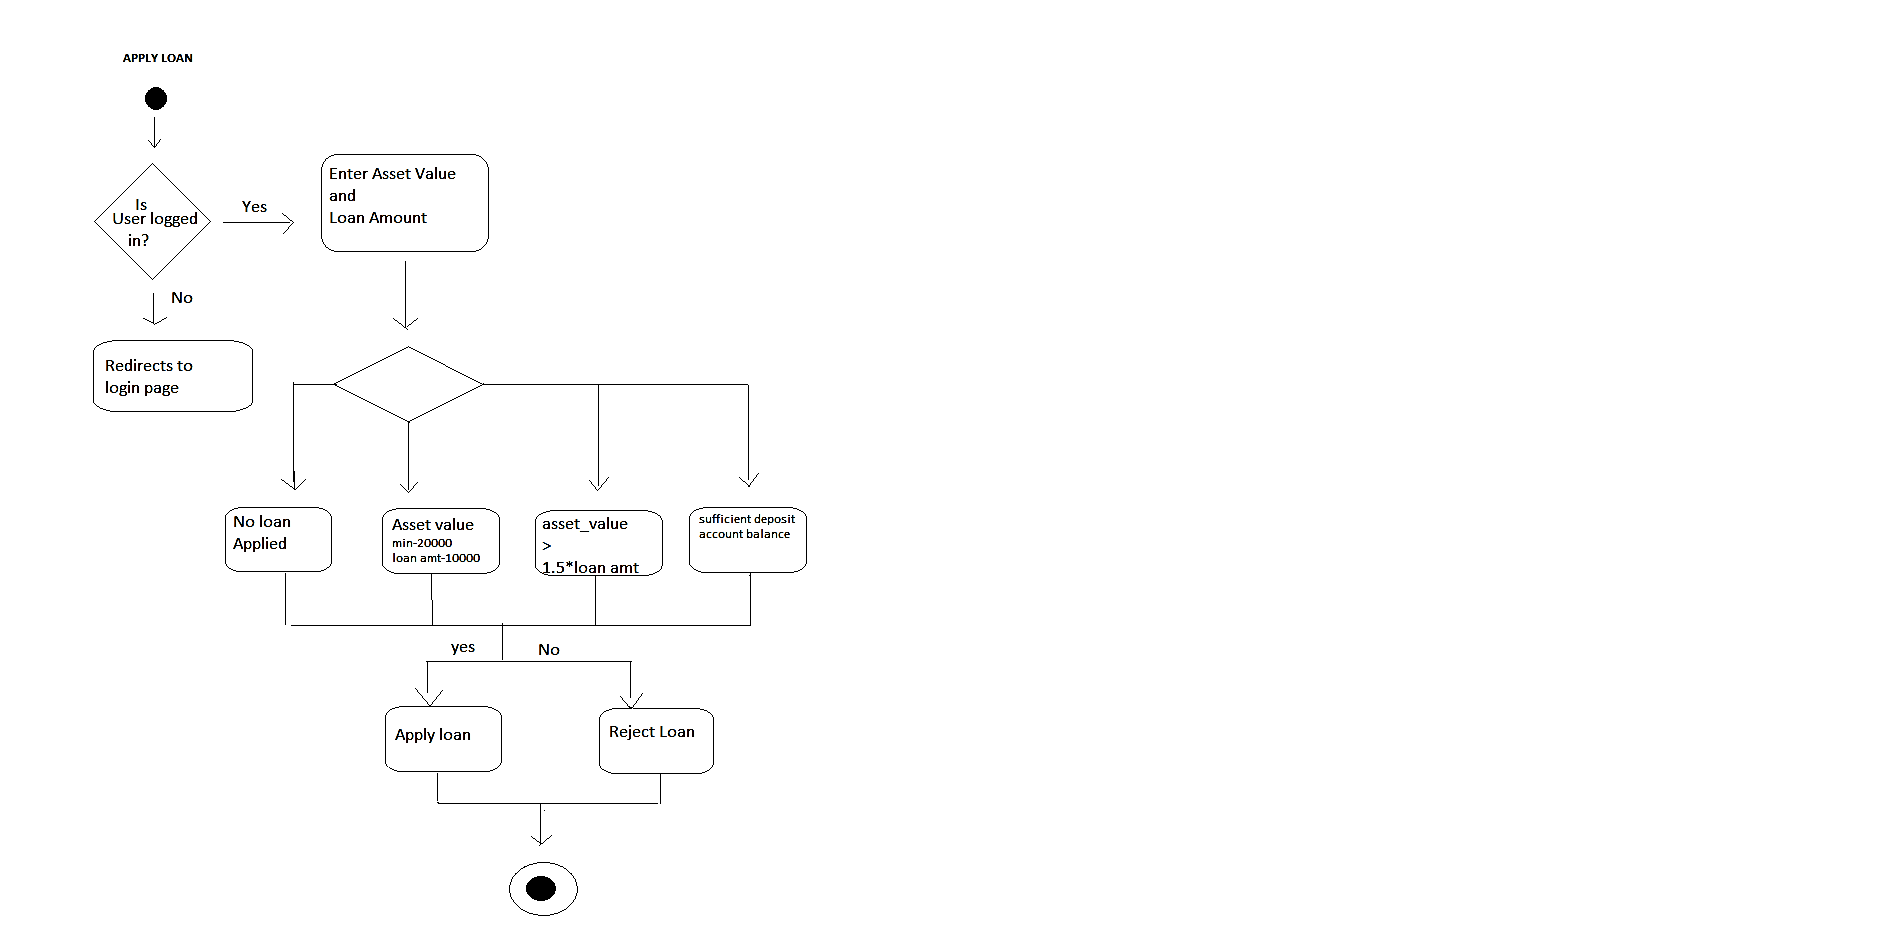 APPLY LOAN
Is
User logged
in?
Yes
Enter Asset Value
and
Loan Amount
No
Redirects to
login page
No loan
Applied
Asset value
min-20000
loan amt-10000
asset_value
>
1.5*loan amt
sufficient deposit
account balance
yes
No
Apply loan
Reject Loan